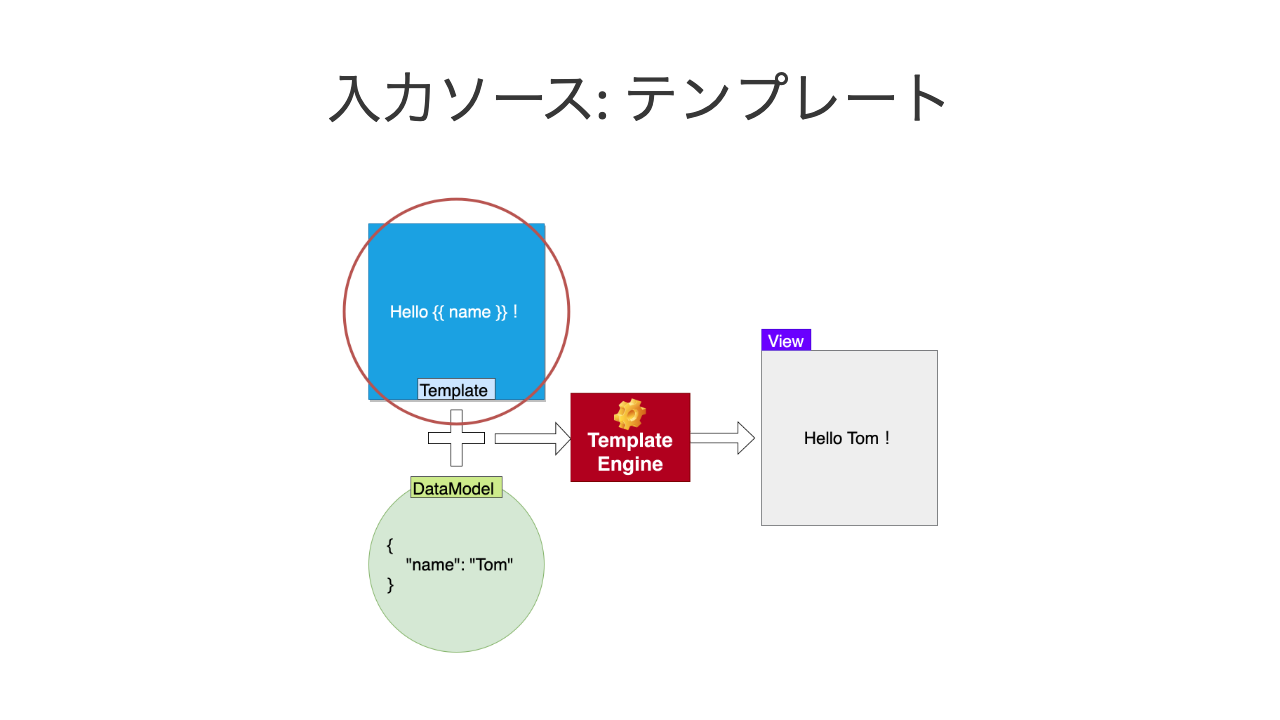 入力ソース: テンプレート
Hello {{ name }} !
Template
DataModel
{
"name": "Tom"
}
Template
Engine
View
Hello Tom !